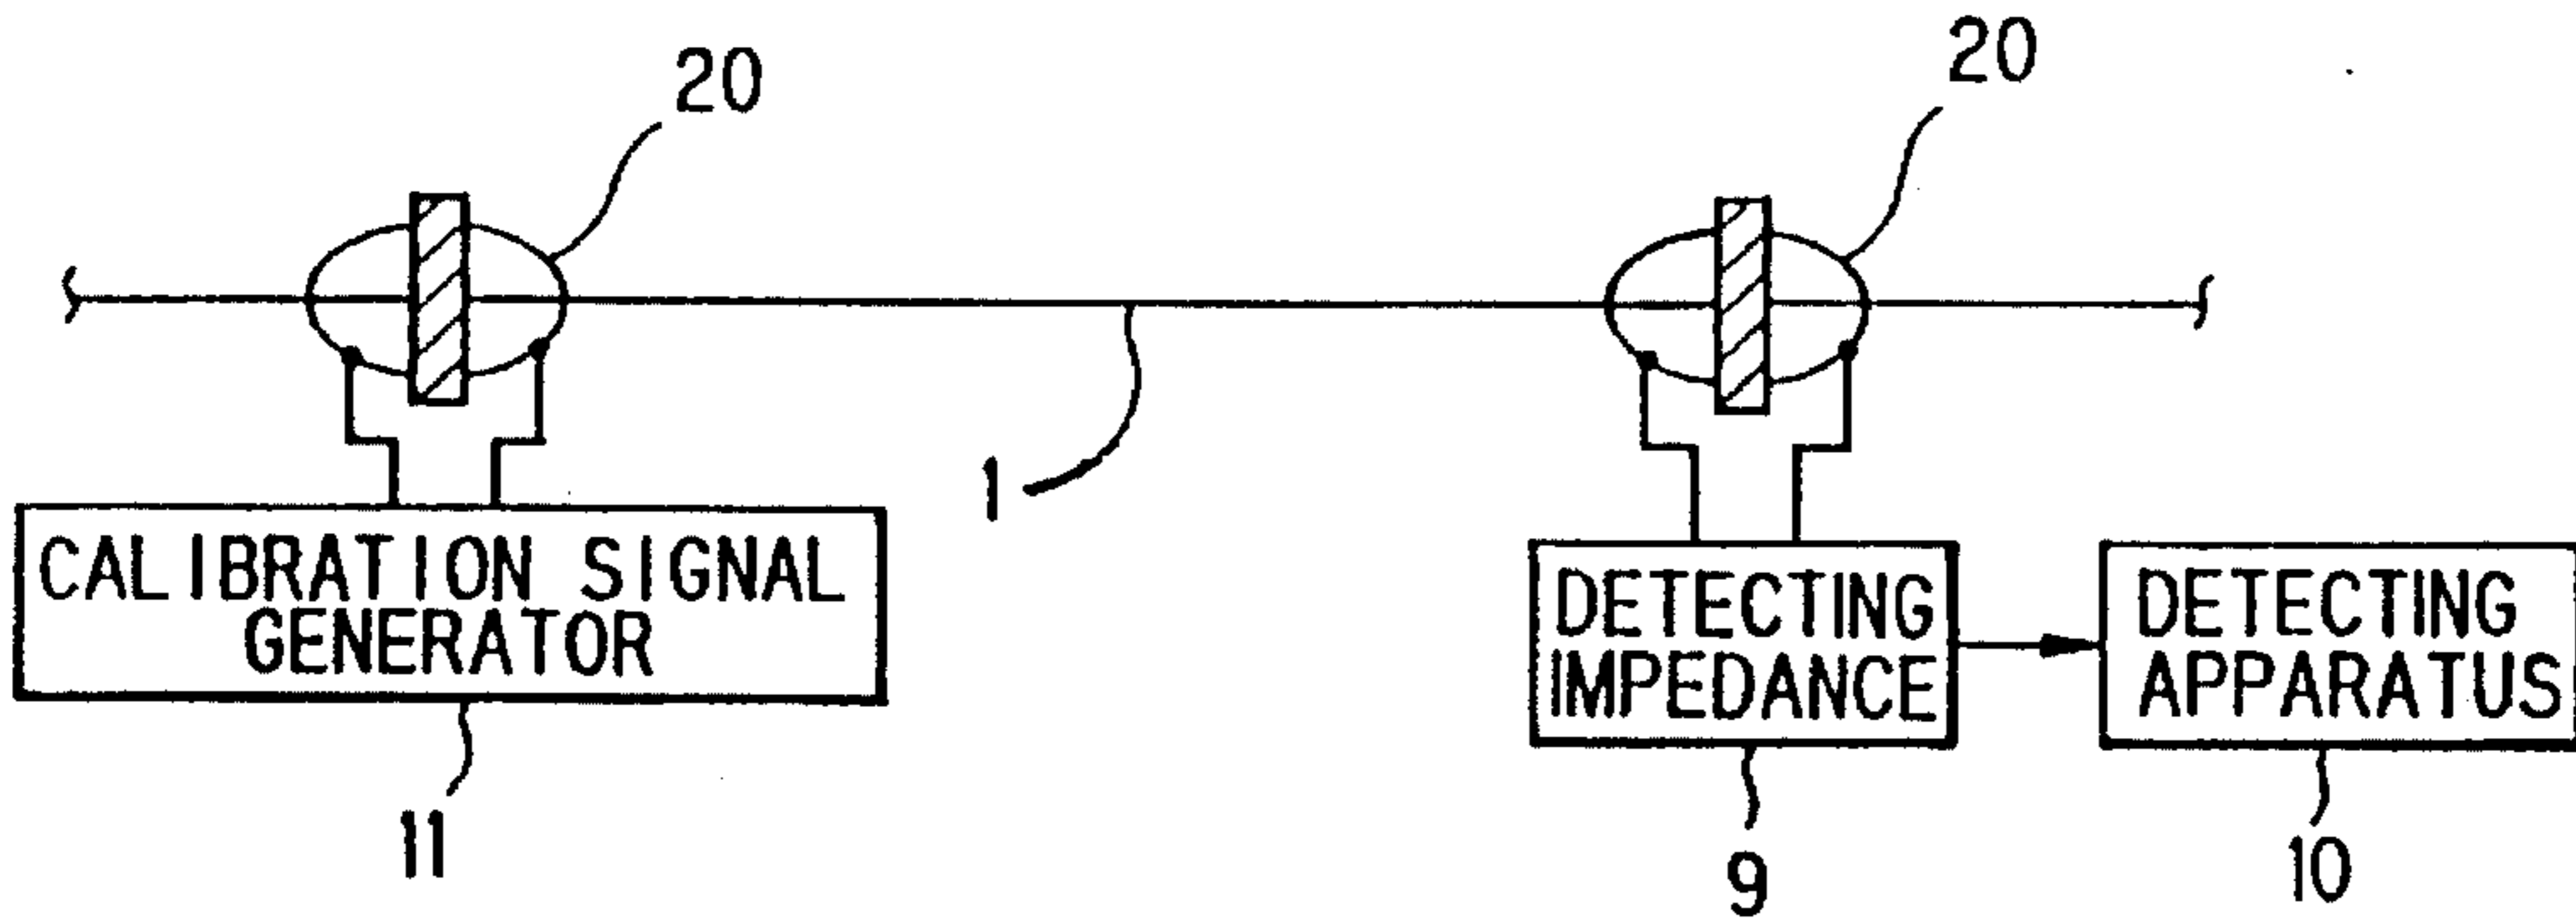 20
20
1
CALIBRATION SIGNAL
GENERATOR
DETECTING
IMPEDANCE
DETECTING
APPARATUS
11
9
10